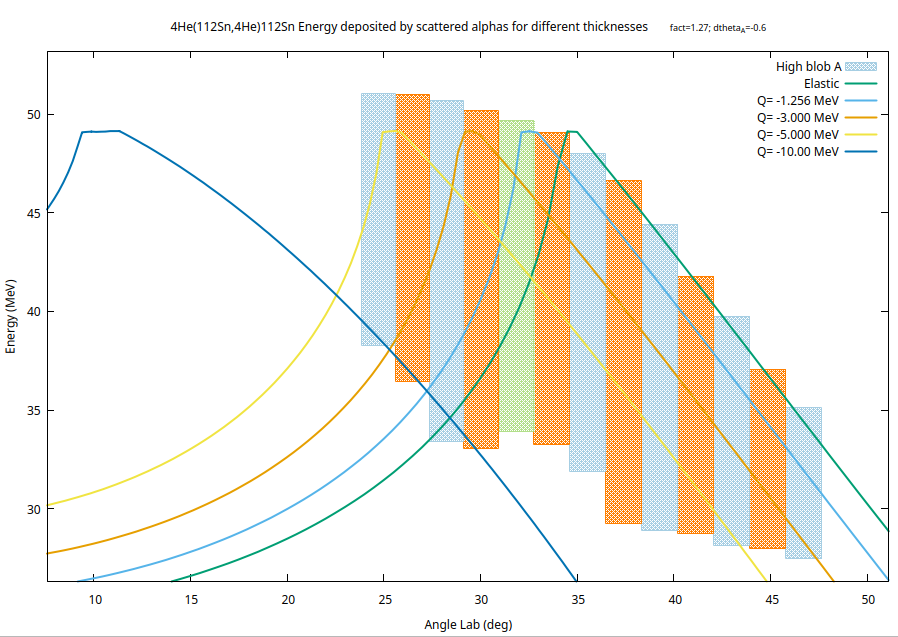 4He(112Sn,4He)112Sn Energy deposited by scattered alphas for different thicknesses fact=1.27; dtheta_A=-0.6
High blob A
Elastic
Q= -1.256 MeV
Q= -3.000 MeV
Q= -5.000 MeV
Q= -10.00 MeV
Energy (MeV)
50
45
40
35
30
10 15 20 25 30 35 40 45 50
Angle Lab (deg)